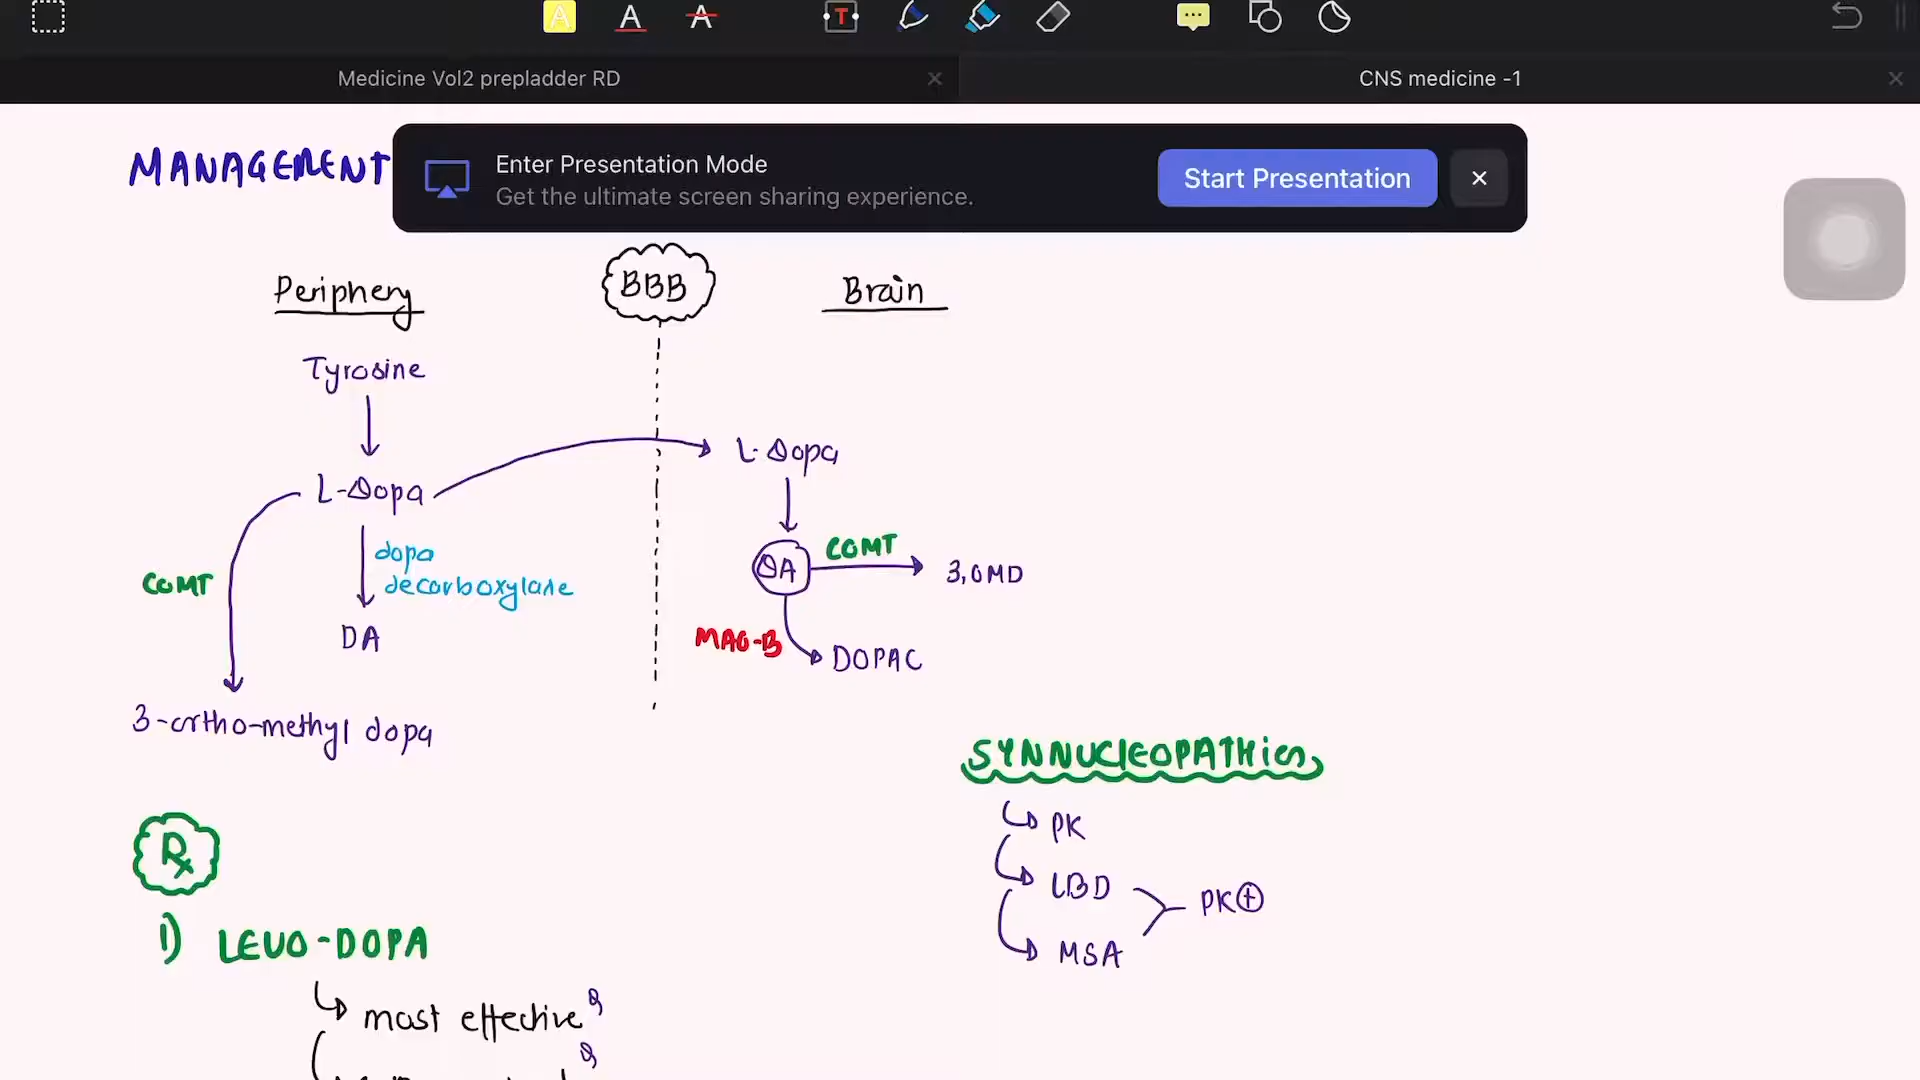 Medicine Vol2 prepladder RD
CNS medicine -1
MANAGEMENT
Enter Presentation Mode
Get the ultimate screen sharing experience.
Start Presentation
Periphery
BBB
Brain
Tyrosine
L-Dopa
L-Dopa
COMT
dopa
decarboxylase
DA
DA
COMT
3,OMD
MAO-B
DOPAC
3-ortho-methyl dopa
SYNNUCLEOPATHies
PK
LBD
PK+
MSA
Rx
1) LEVO-DOPA
most effective